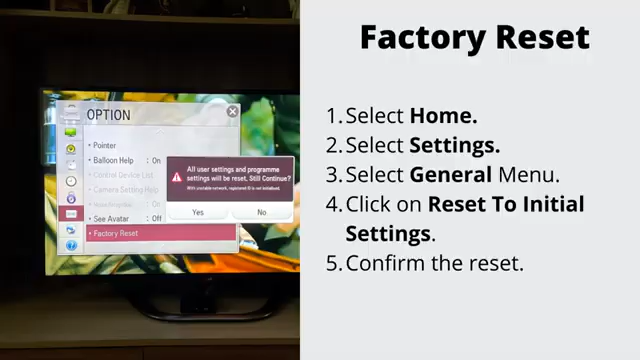 Factory Reset
OPTION
• Pointer
• Balloon Help : On
• Control Device List
• Camera Setting Help
: On
• See Avatar : Off
• Factory Reset
All user settings and programme
settings will be reset. Still Continue?
Yes
No
1. Select Home.
2. Select Settings.
3. Select General Menu.
4. Click on Reset To Initial
Settings.
5. Confirm the reset.